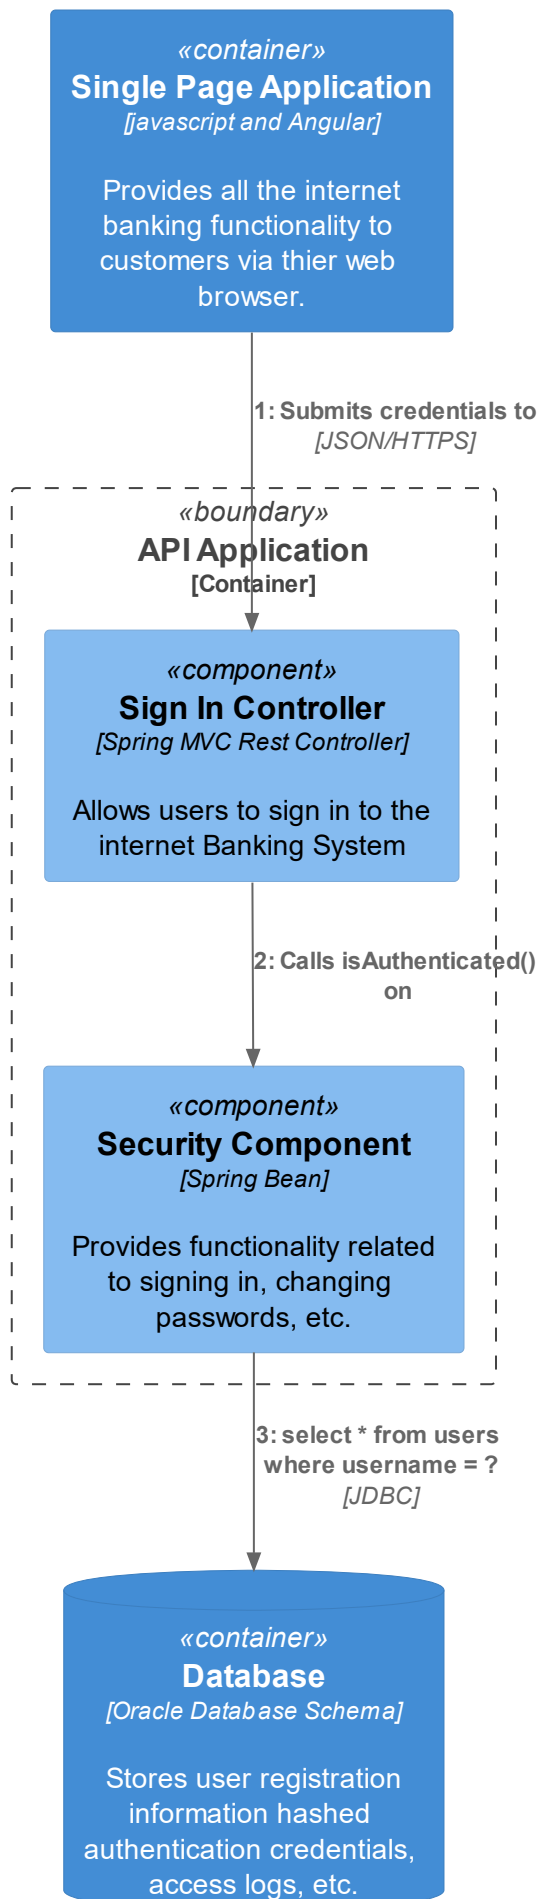 «container»
Single Page Application
[javascript and Angular]
Provides all the internet
banking functionality to
customers via thier web
browser.
1: Submits credentials to
[JSON/HTTPS]
«boundary»
API Application
[Container]
«component»
Sign In Controller
[Spring MVC Rest Controller]
Allows users to sign in to the
internet Banking System
2: Calls isAuthenticated()
on
«component»
Security Component
[Spring Bean]
Provides functionality related
to signing in, changing
passwords, etc.
3: select * from users
where username = ?
[JDBC]
«container»
Database
[Oracle Database Schema]
Stores user registration
information hashed
authentication credentials,
access logs, etc.